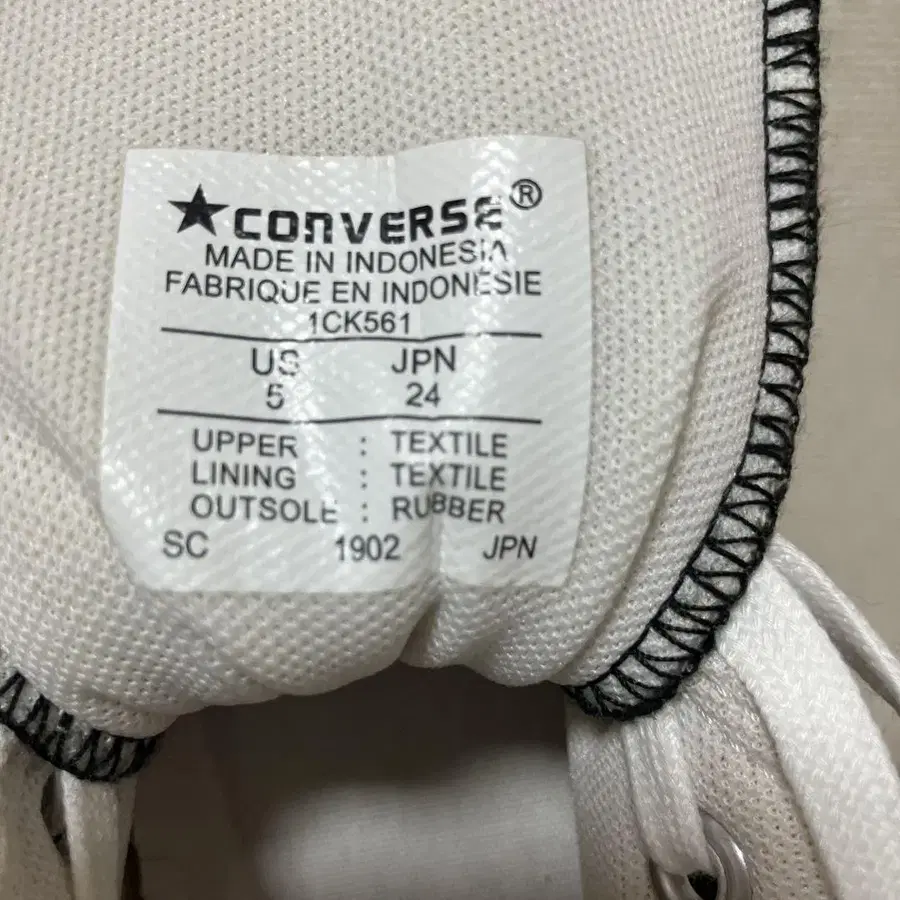 ★CONVERSE®
MADE IN INDONESIA
FABRIQUE EN INDONÉSIE
1CK561
US JPN
5 24
UPPER : TEXTILE
LINING : TEXTILE
OUTSOLE : RUBBER
SC 1902 JPN